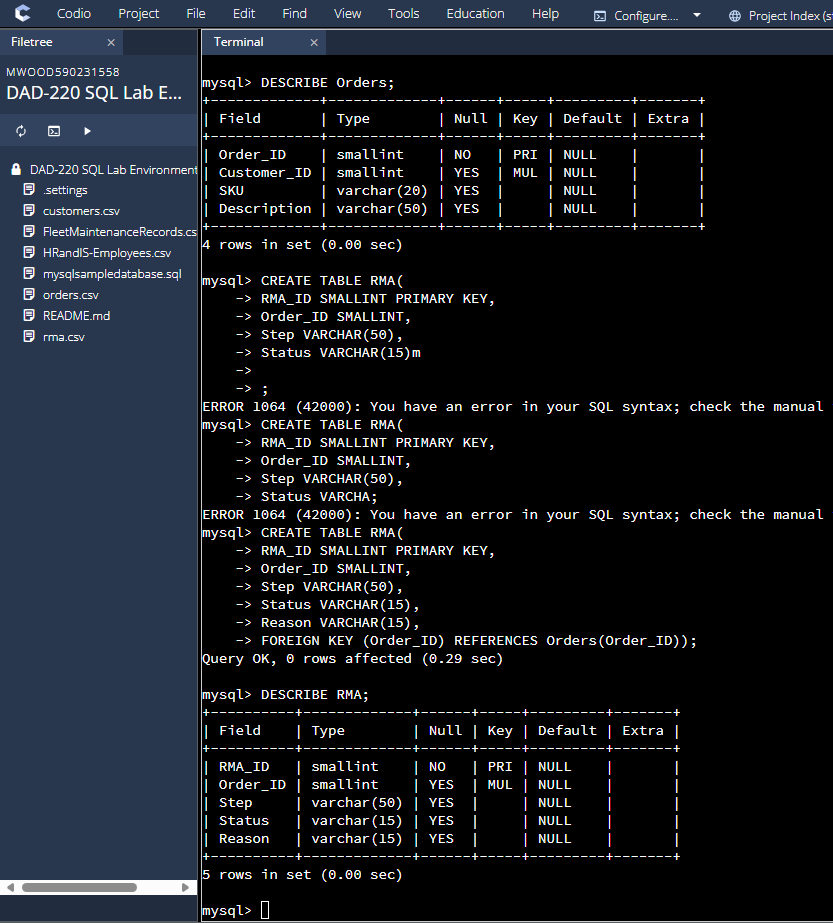 Codio Project File Edit Find View Tools Education Help Configure.... Project Index (s
Filetree ×
Terminal ×
MWOOD590231558
DAD-220 SQL Lab E...
DAD-220 SQL Lab Environment
.settings
customers.csv
FleetMaintenanceRecords.cs
HRandIS-Employees.csv
mysqlsampledatabase.sql
orders.csv
README.md
rma.csv
mysql> DESCRIBE Orders;
+-------------+-------------+------+-----+---------+-------+
| Field       | Type        | Null | Key | Default | Extra |
+-------------+-------------+------+-----+---------+-------+
| Order_ID    | smallint    | NO   | PRI | NULL    |       |
| Customer_ID | smallint    | YES  | MUL | NULL    |       |
| SKU         | varchar(20) | YES  |     | NULL    |       |
| Description | varchar(50) | YES  |     | NULL    |       |
+-------------+-------------+------+-----+---------+-------+
4 rows in set (0.00 sec)
mysql> CREATE TABLE RMA(
    -> RMA_ID SMALLINT PRIMARY KEY,
    -> Order_ID SMALLINT,
    -> Step VARCHAR(50),
    -> Status VARCHAR(15)m
    ->
    -> ;
ERROR 1064 (42000): You have an error in your SQL syntax; check the manual
mysql> CREATE TABLE RMA(
    -> RMA_ID SMALLINT PRIMARY KEY,
    -> Order_ID SMALLINT,
    -> Step VARCHAR(50),
    -> Status VARCHA;
ERROR 1064 (42000): You have an error in your SQL syntax; check the manual
mysql> CREATE TABLE RMA(
    -> RMA_ID SMALLINT PRIMARY KEY,
    -> Order_ID SMALLINT,
    -> Step VARCHAR(50),
    -> Status VARCHAR(15),
    -> Reason VARCHAR(15),
    -> FOREIGN KEY (Order_ID) REFERENCES Orders(Order_ID));
Query OK, 0 rows affected (0.29 sec)
mysql> DESCRIBE RMA;
+----------+-------------+------+-----+---------+-------+
| Field    | Type        | Null | Key | Default | Extra |
+----------+-------------+------+-----+---------+-------+
| RMA_ID   | smallint    | NO   | PRI | NULL    |       |
| Order_ID | smallint    | YES  | MUL | NULL    |       |
| Step     | varchar(50) | YES  |     | NULL    |       |
| Status   | varchar(15) | YES  |     | NULL    |       |
| Reason   | varchar(15) | YES  |     | NULL    |       |
+----------+-------------+------+-----+---------+-------+
5 rows in set (0.00 sec)
mysql>